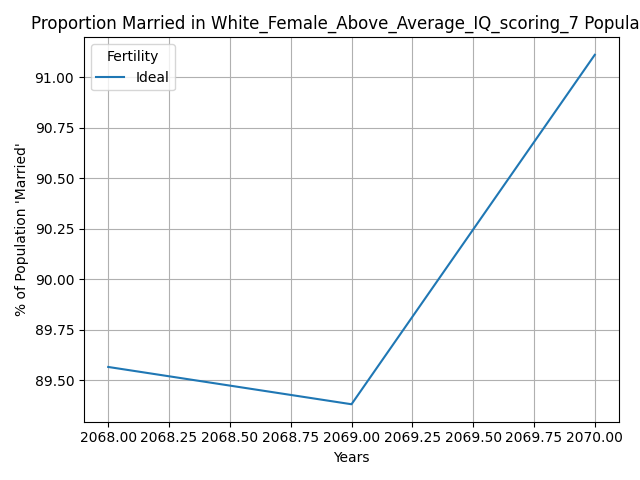 Proportion Married in White_Female_Above_Average_IQ_scoring_7 Popula
Fertility
Ideal
% of Population 'Married'
91.00
90.75
90.50
90.25
90.00
89.75
89.50
2068.00 2068.25 2068.50 2068.75 2069.00 2069.25 2069.50 2069.75 2070.00
Years